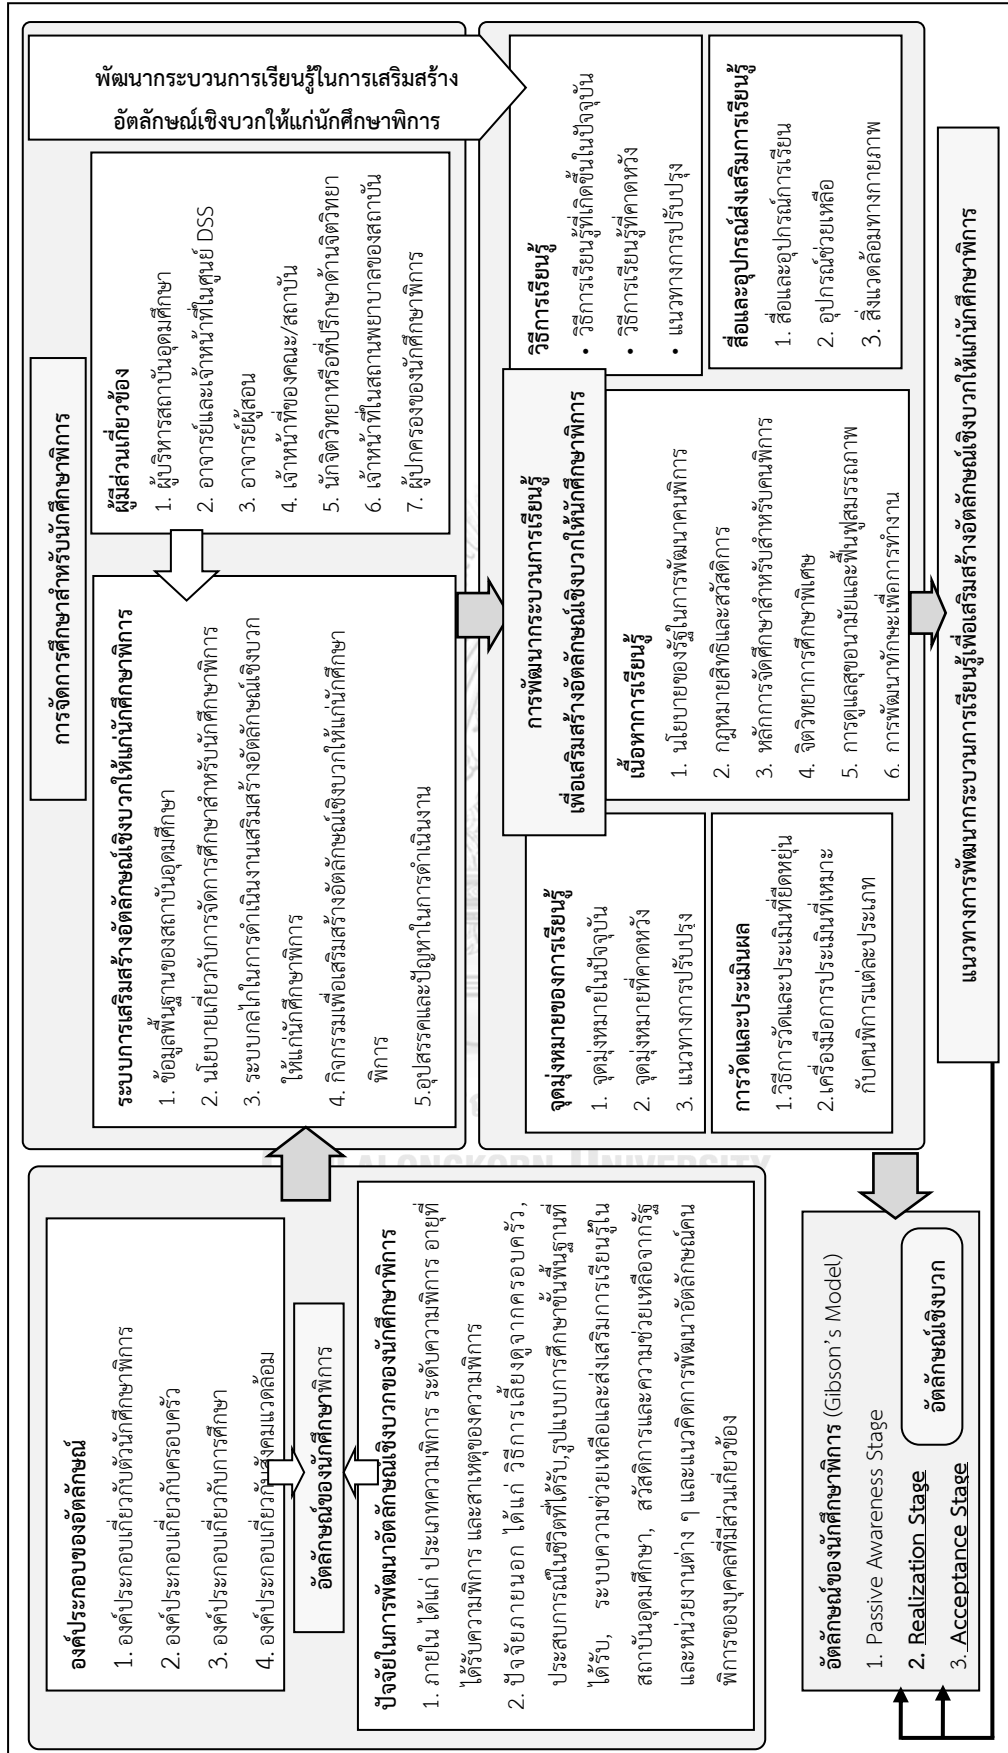 พัฒนากระบวนการเรียนรู้ในการเสริมสร้าง
อัตลักษณ์เชิงบวกให้แก่นักศึกษาพิการ
องค์ประกอบของอัตลักษณ์
1. องค์ประกอบเกี่ยวกับตัวนักศึกษาพิการ
2. องค์ประกอบเกี่ยวกับครอบครัว
3. องค์ประกอบเกี่ยวกับการศึกษา
4. องค์ประกอบเกี่ยวกับสังคมแวดล้อม
อัตลักษณ์ของนักศึกษาพิการ
ปัจจัยในการพัฒนาอัตลักษณ์เชิงบวกของนักศึกษาพิการ
1. ภายใน ได้แก่ ประเภทความพิการ ระดับความพิการ อายุที่
ได้รับความพิการ และสาเหตุของความพิการ
2. ปัจจัยภายนอก ได้แก่ วิธีการเลี้ยงดูจากครอบครัว,
ประสบการณ์ในชีวิตที่ได้รับ,รูปแบบการศึกษาขั้นพื้นฐานที่
ได้รับ, ระบบความช่วยเหลือและส่งเสริมการเรียนรู้ใน
สถาบันอุดมศึกษา, สวัสดิการและความช่วยเหลือจากรัฐ
และหน่วยงานต่าง ๆ และแนวคิดการพัฒนาอัตลักษณ์คน
พิการของบุคคลที่มีส่วนเกี่ยวข้อง
การจัดการศึกษาสำหรับนักศึกษาพิการ
ระบบการเสริมสร้างอัตลักษณ์เชิงบวกให้แก่นักศึกษาพิการ
1. ข้อมูลพื้นฐานของสถาบันอุดมศึกษา
2. นโยบายเกี่ยวกับการจัดการศึกษาสำหรับนักศึกษาพิการ
3. ระบบกลไกในการดำเนินงานเสริมสร้างอัตลักษณ์เชิงบวก
ให้แก่นักศึกษาพิการ
4. กิจกรรมเพื่อเสริมสร้างอัตลักษณ์เชิงบวกให้แก่นักศึกษา
พิการ
5.อุปสรรคและปัญหาในการดำเนินงาน
ผู้มีส่วนเกี่ยวข้อง
1. ผู้บริหารสถาบันอุดมศึกษา
2. อาจารย์และเจ้าหน้าที่ในศูนย์ DSS
3. อาจารย์ผู้สอน
4. เจ้าหน้าที่ของคณะ/สถาบัน
5. นักจิตวิทยาหรือที่ปรึกษาด้านจิตวิทยา
6. เจ้าหน้าที่ในสถานพยาบาลของสถาบัน
7. ผู้ปกครองของนักศึกษาพิการ
การพัฒนากระบวนการเรียนรู้
เพื่อเสริมสร้างอัตลักษณ์เชิงบวกให้นักศึกษาพิการ
จุดมุ่งหมายของการเรียนรู้
1. จุดมุ่งหมายในปัจจุบัน
2. จุดมุ่งหมายที่คาดหวัง
3. แนวทางการปรับปรุง
เนื้อหาการเรียนรู้
1. นโยบายของรัฐในการพัฒนาคนพิการ
2. กฎหมายสิทธิและสวัสดิการ
3. หลักการจัดศึกษาสำหรับสำหรับคนพิการ
4. จิตวิทยาการศึกษาพิเศษ
5. การดูแลสุขอนามัยและฟื้นฟูสมรรถภาพ
6. การพัฒนาทักษะเพื่อการทำงาน
วิธีการเรียนรู้
• วิธีการเรียนรู้ที่เกิดขึ้นในปัจจุบัน
• วิธีการเรียนรู้ที่คาดหวัง
• แนวทางการปรับปรุง
การวัดและประเมินผล
1.วิธีการวัดและประเมินที่ยืดหยุ่น
2.เครื่องมือการประเมินที่เหมาะ
กับคนพิการแต่ละประเภท
สื่อและอุปกรณ์ส่งเสริมการเรียนรู้
1. สื่อและอุปกรณ์การเรียน
2. อุปกรณ์ช่วยเหลือ
3. สิ่งแวดล้อมทางกายภาพ
อัตลักษณ์ของนักศึกษาพิการ (Gibson's Model)
1. Passive Awareness Stage
2. Realization Stage
3. Acceptance Stage
อัตลักษณ์เชิงบวก
แนวทางการพัฒนากระบวนการเรียนรู้เพื่อเสริมสร้างอัตลักษณ์เชิงบวกให้แก่นักศึกษาพิการ